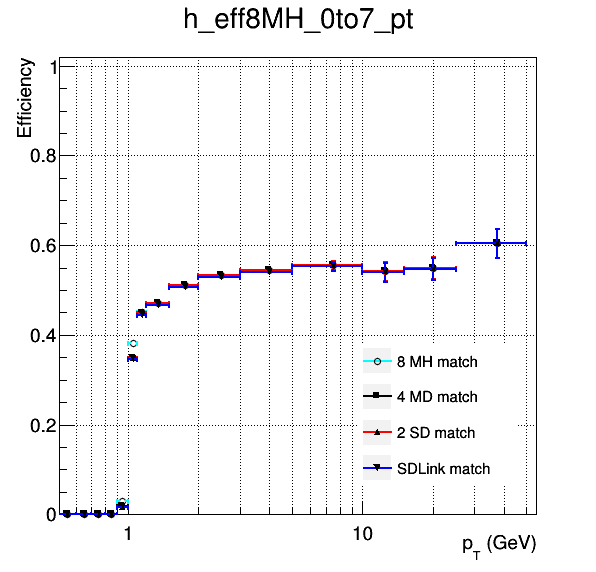 h_eff8MH_0to7_pt
Efficiency
1
0.8
0.6
0.4
0.2
0
8 MH match
4 MD match
2 SD match
SDLink match
1
10
pT (GeV)